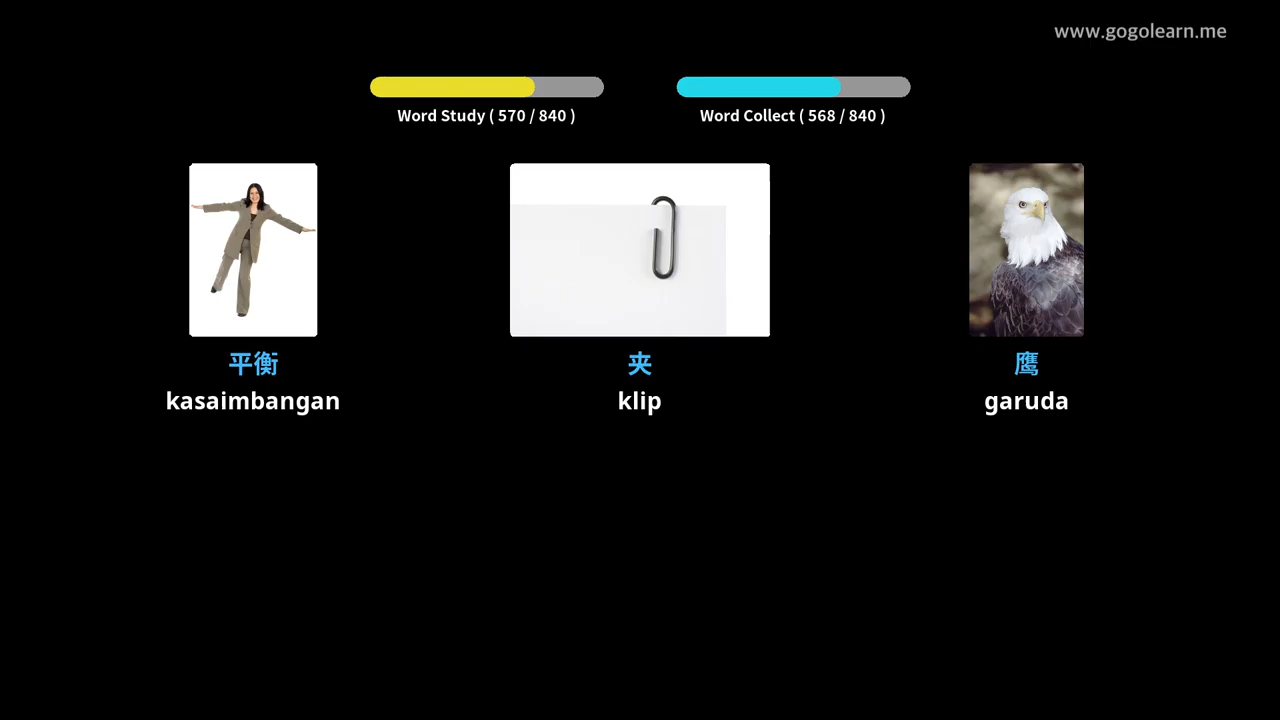 www.gogolearn.me
Word Study ( 570 / 840 )
Word Collect ( 568 / 840 )
平衡
夹
鹰
kasaimbangan
klip
garuda